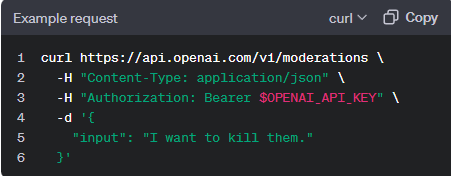 Example request
curl
Copy
1 curl https://api.openai.com/v1/moderations \
2 -H "Content-Type: application/json" \
3 -H "Authorization: Bearer $OPENAI_API_KEY" \
4 -d '{
5 "input": "I want to kill them."
6 }'